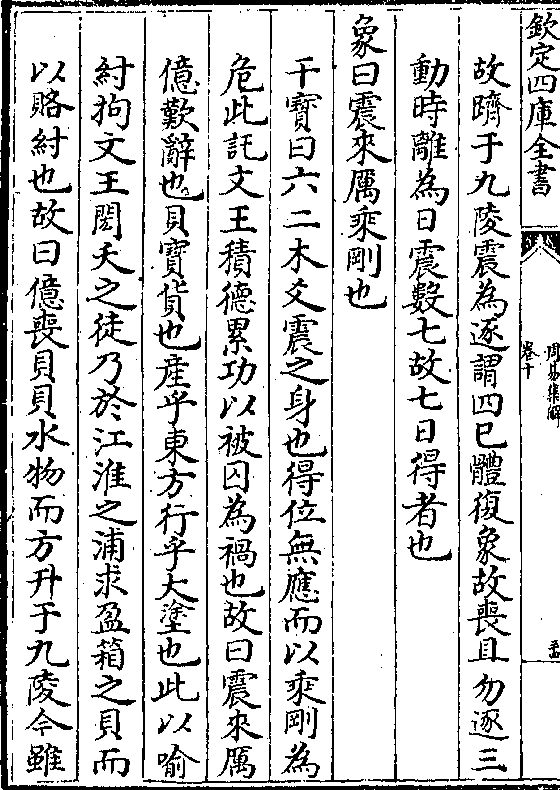 欽定四庫全書
周易集解
卷十
故躋于九陵震為逐謂四已體復象故喪且勿逐三
動時離為日震數七故七日得者也
象曰震來厲乘剛也
干寳曰六二木爻震之身也得位無應而以乘剛為
危此託文王積德累功以被囚為禍也故曰震來厲
億歎辭也貝寳貨也産乎東方行乎大塗也此以喻
紂拘文王閎夭之徒乃於江淮之浦求盈箱之貝而
以賂紂也故曰億喪貝貝水物而方升于九陵今雖